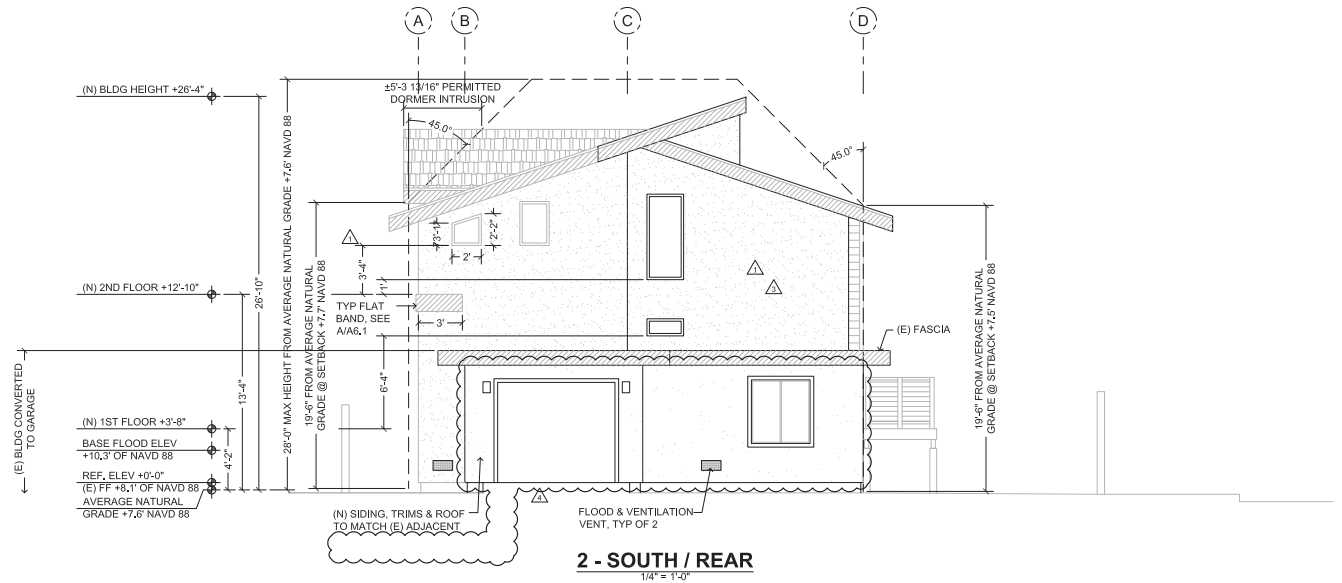 A
B
C
D
±5'-3 13/16" PERMITTED
DORMER INTRUSION
(N) BLDG HEIGHT +26'-4"
45.0°
45.0°
28'-0" MAX HEIGHT FROM AVERAGE NATURAL GRADE +7.6' NAVD 88
26'-10"
19'-6" FROM AVERAGE NATURAL
GRADE @ SETBACK +7.7' NAVD 88
1
3'-1"
2'-2"
2'
3'-4"
1'
1
3
(N) 2ND FLOOR +12'-10"
TYP FLAT
BAND, SEE
A/A6.1
3'
19'-6" FROM AVERAGE NATURAL
GRADE @ SETBACK +7.5' NAVD 88
(E) FASCIA
(E) BLDG CONVERTED
TO GARAGE
13'-4"
6'-4"
(N) 1ST FLOOR +3'-8"
4'-2"
BASE FLOOD ELEV
+10.3' OF NAVD 88
REF. ELEV +0'-0"
(E) FF +8.1' OF NAVD 88
AVERAGE NATURAL
GRADE +7.6' NAVD 88
4
(N) SIDING, TRIMS & ROOF
TO MATCH (E) ADJACENT
FLOOD & VENTILATION
VENT, TYP OF 2
2 - SOUTH / REAR
1/4" = 1'-0"